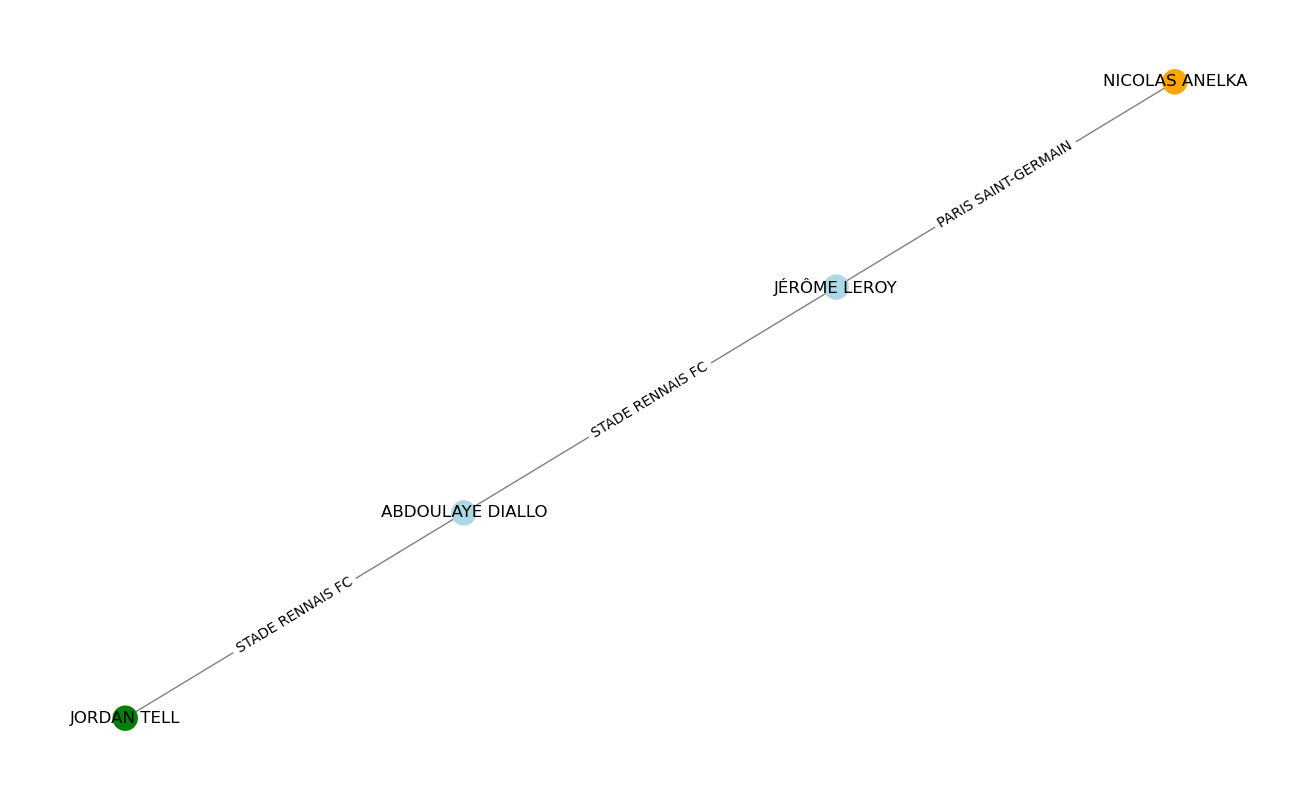 NICOLAS ANELKA
PARIS SAINT-GERMAIN
JÉRÔME LEROY
STADE RENNAIS FC
ABDOULAYE DIALLO
STADE RENNAIS FC
JORDAN TELL